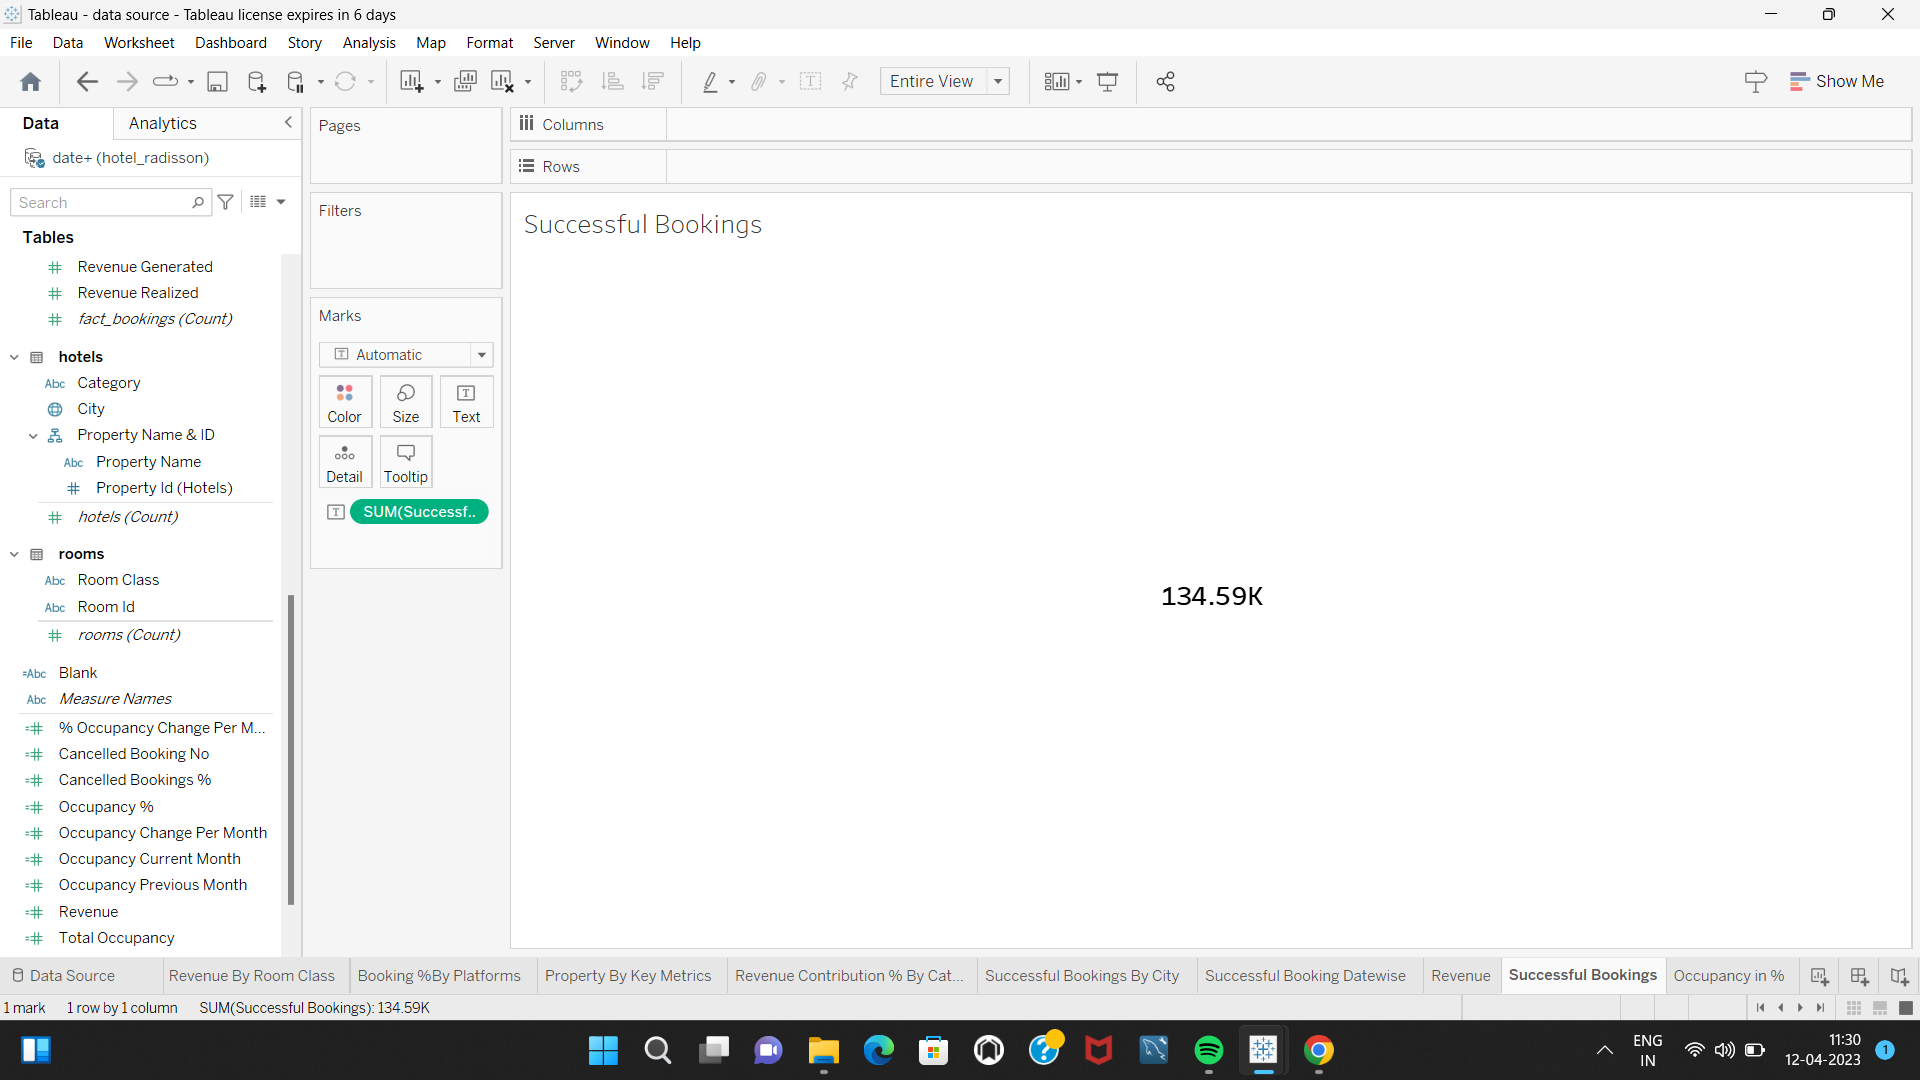 Tableau - data source - Tableau license expires in 6 days
File Data Worksheet Dashboard Story Analysis Map Format Server Window Help
Entire View
Show Me
Data Analytics
date+ (hotel_radisson)
Search
Tables
# Revenue Generated
# Revenue Realized
# fact_bookings (Count)
hotels
Abc Category
City
Property Name & ID
Abc Property Name
# Property Id (Hotels)
# hotels (Count)
rooms
Abc Room Class
Abc Room Id
# rooms (Count)
=Abc Blank
Abc Measure Names
=# % Occupancy Change Per M...
=# Cancelled Booking No
=# Cancelled Bookings %
=# Occupancy %
=# Occupancy Change Per Month
=# Occupancy Current Month
=# Occupancy Previous Month
=# Revenue
=# Total Occupancy
Pages
Filters
Marks
T Automatic
Color Size T Text
Detail Tooltip
T SUM(Successf..
Columns
Rows
Successful Bookings
134.59K
Data Source Revenue By Room Class Booking %By Platforms Property By Key Metrics Revenue Contribution % By Cat... Successful Bookings By City Successful Booking Datewise Revenue Successful Bookings Occupancy in %
1 mark 1 row by 1 column SUM(Successful Bookings): 134.59K
ENG
IN
11:30
12-04-2023
1